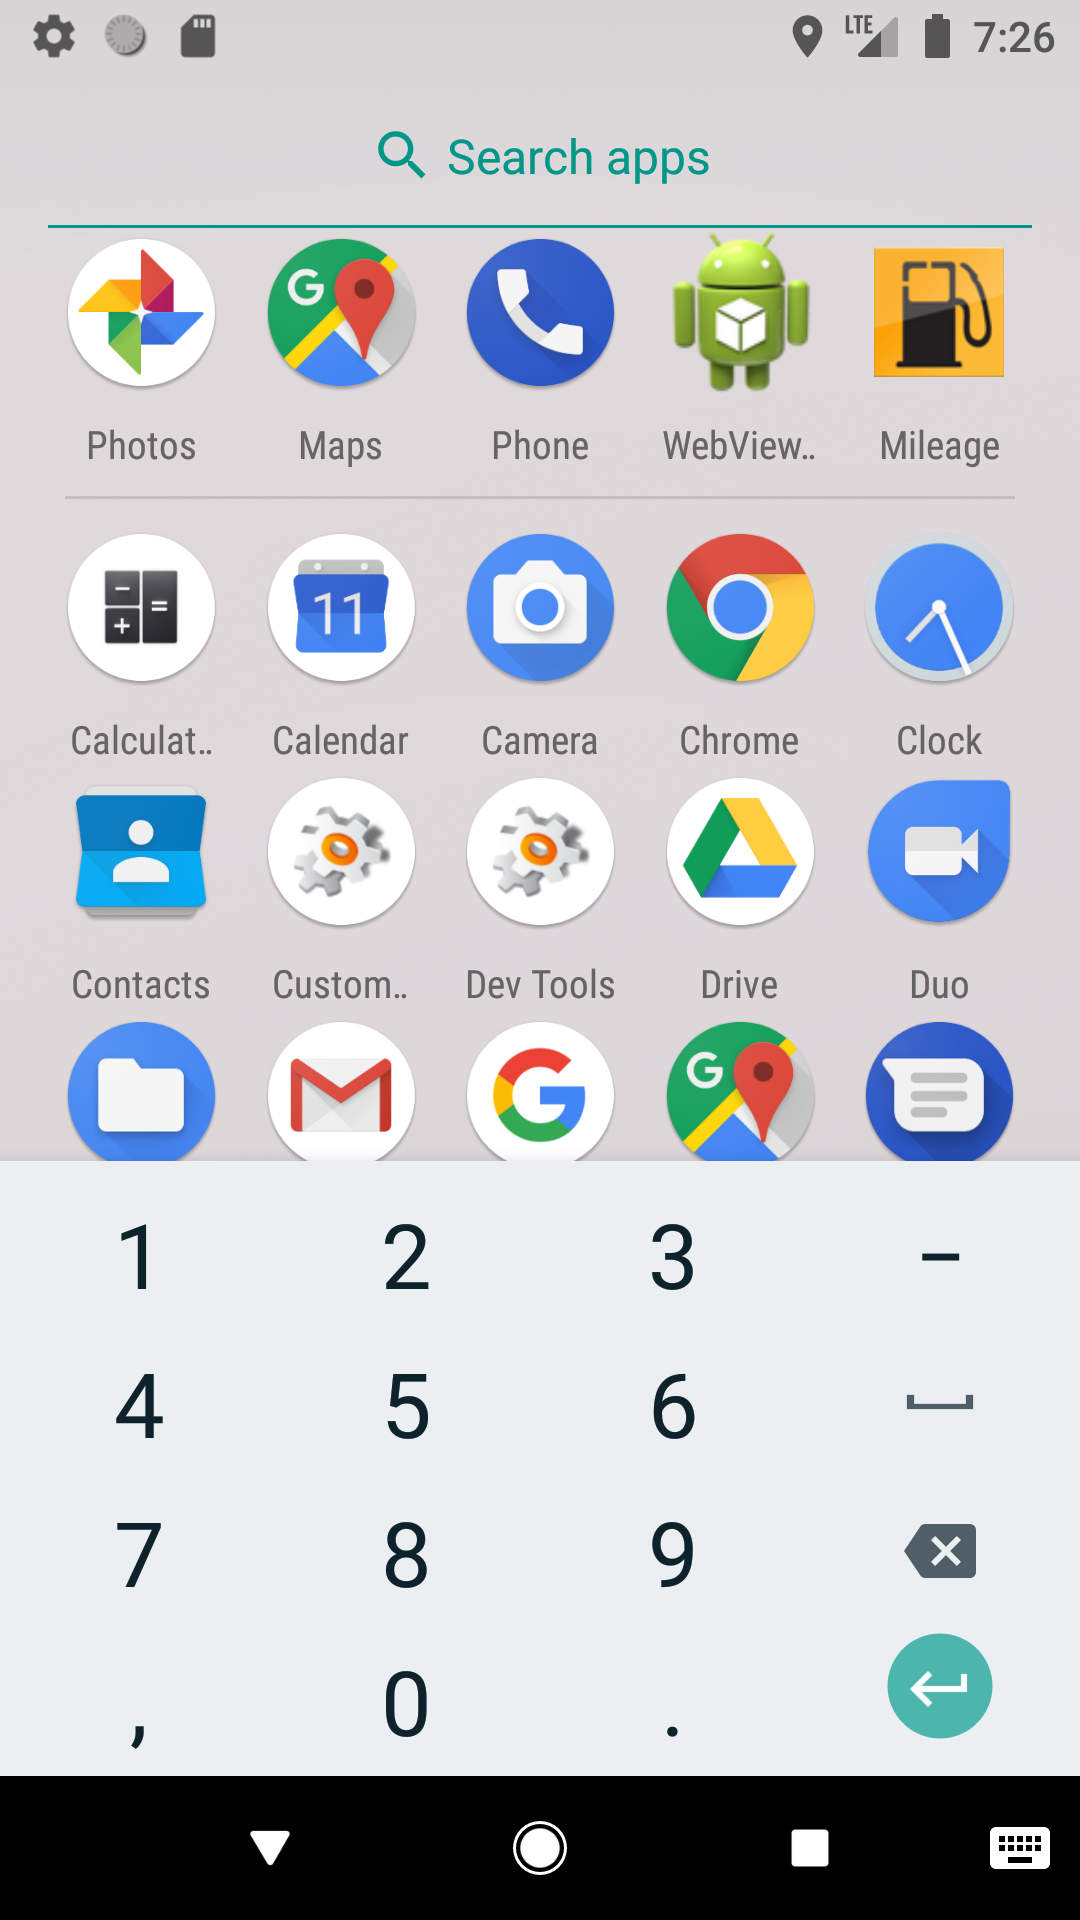 LTE 7:26
Search apps
Photos Maps Phone WebView.. Mileage
Calculat.. Calendar Camera Chrome Clock
Contacts Custom.. Dev Tools Drive Duo
1 2 3 –
4 5 6
7 8 9
, 0 .